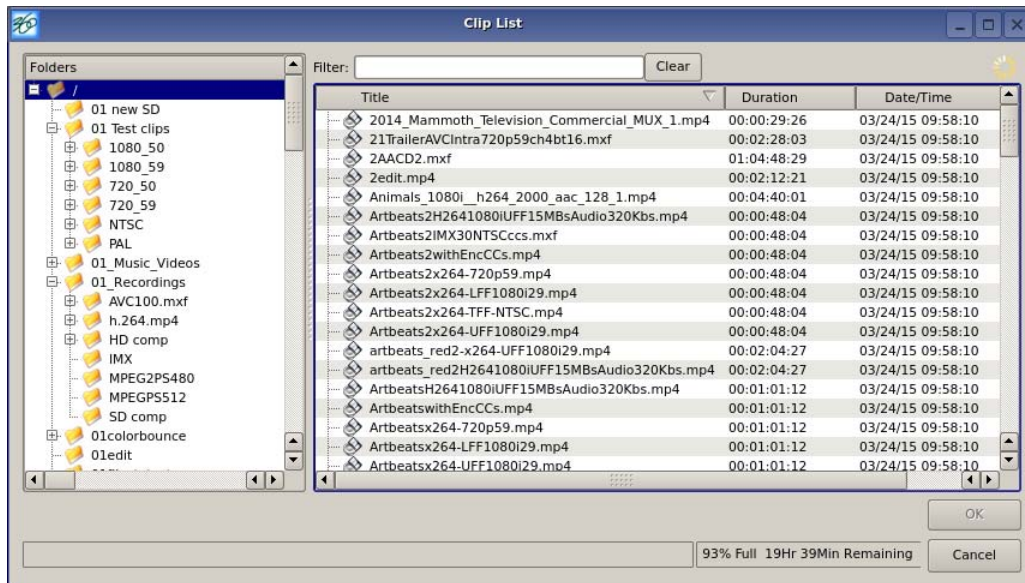 Clip List
Folders
/
01 new SD
01 Test clips
1080_50
1080_59
720_50
720_59
NTSC
PAL
01_Music_Videos
01_Recordings
AVC100.mxf
h.264.mp4
HD comp
IMX
MPEG2PS480
MPEGPS512
SD comp
01colorbounce
01edit
Filter: Clear
Title Duration Date/Time
2014_Mammoth_Television_Commercial_MUX_1.mp4 00:00:29:26 03/24/15 09:58:10
21TrailerAVCIntra720p59ch4bt16.mxf 00:02:28:03 03/24/15 09:58:10
2AACD2.mxf 01:04:48:29 03/24/15 09:58:10
2edit.mp4 00:02:12:21 03/24/15 09:58:10
Animals_1080i__h264_2000_aac_128_1.mp4 00:04:40:01 03/24/15 09:58:10
Artbeats2H2641080iUFF15MBsAudio320Kbs.mp4 00:00:48:04 03/24/15 09:58:10
Artbeats2IMX30NTSCccs.mxf 00:00:48:04 03/24/15 09:58:10
Artbeats2withEncCCs.mp4 00:00:48:04 03/24/15 09:58:10
Artbeats2x264-720p59.mp4 00:00:48:04 03/24/15 09:58:10
Artbeats2x264-LFF1080i29.mp4 00:00:48:04 03/24/15 09:58:10
Artbeats2x264-TFF-NTSC.mp4 00:00:48:04 03/24/15 09:58:10
Artbeats2x264-UFF1080i29.mp4 00:00:48:04 03/24/15 09:58:10
artbeats_red2-x264-UFF1080i29.mp4 00:02:04:27 03/24/15 09:58:10
artbeats_red2H2641080iUFF15MBsAudio320Kbs.mp4 00:02:04:27 03/24/15 09:58:10
ArtbeatsH2641080iUFF15MBsAudio320Kbs.mp4 00:01:01:12 03/24/15 09:58:10
ArtbeatswithEncCCs.mp4 00:01:01:12 03/24/15 09:58:10
Artbeatsx264-720p59.mp4 00:01:01:12 03/24/15 09:58:10
Artbeatsx264-LFF1080i29.mp4 00:01:01:12 03/24/15 09:58:10
Artbeatsx264-UFF1080i29.mp4 00:01:01:12 03/24/15 09:58:10
OK
93% Full 19Hr 39Min Remaining
Cancel